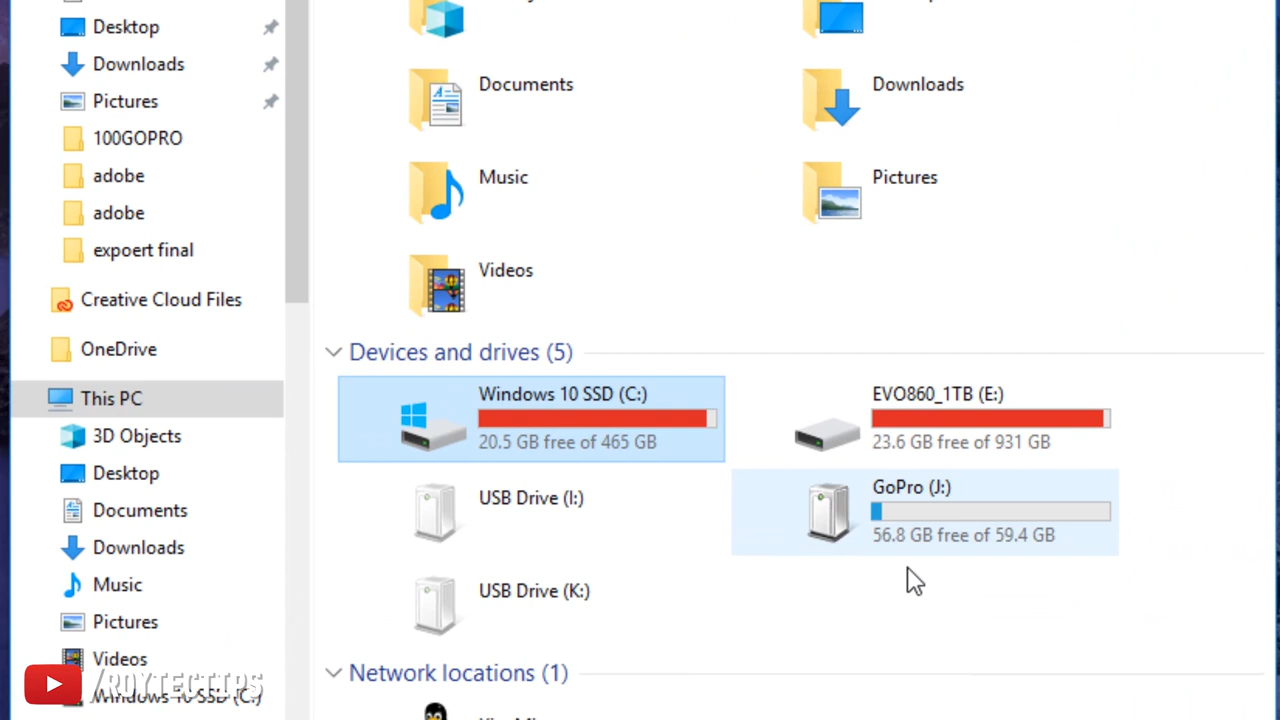 Desktop
Downloads
Pictures
100GOPRO
adobe
adobe
expoert final
Creative Cloud Files
OneDrive
This PC
3D Objects
Desktop
Documents
Downloads
Music
Pictures
Videos
Windows 10 SSD (C:)
/ROYTECTIPS
Documents
Downloads
Music
Pictures
Videos
Devices and drives (5)
Windows 10 SSD (C:)
20.5 GB free of 465 GB
EVO860_1TB (E:)
23.6 GB free of 931 GB
USB Drive (I:)
GoPro (J:)
56.8 GB free of 59.4 GB
USB Drive (K:)
Network locations (1)